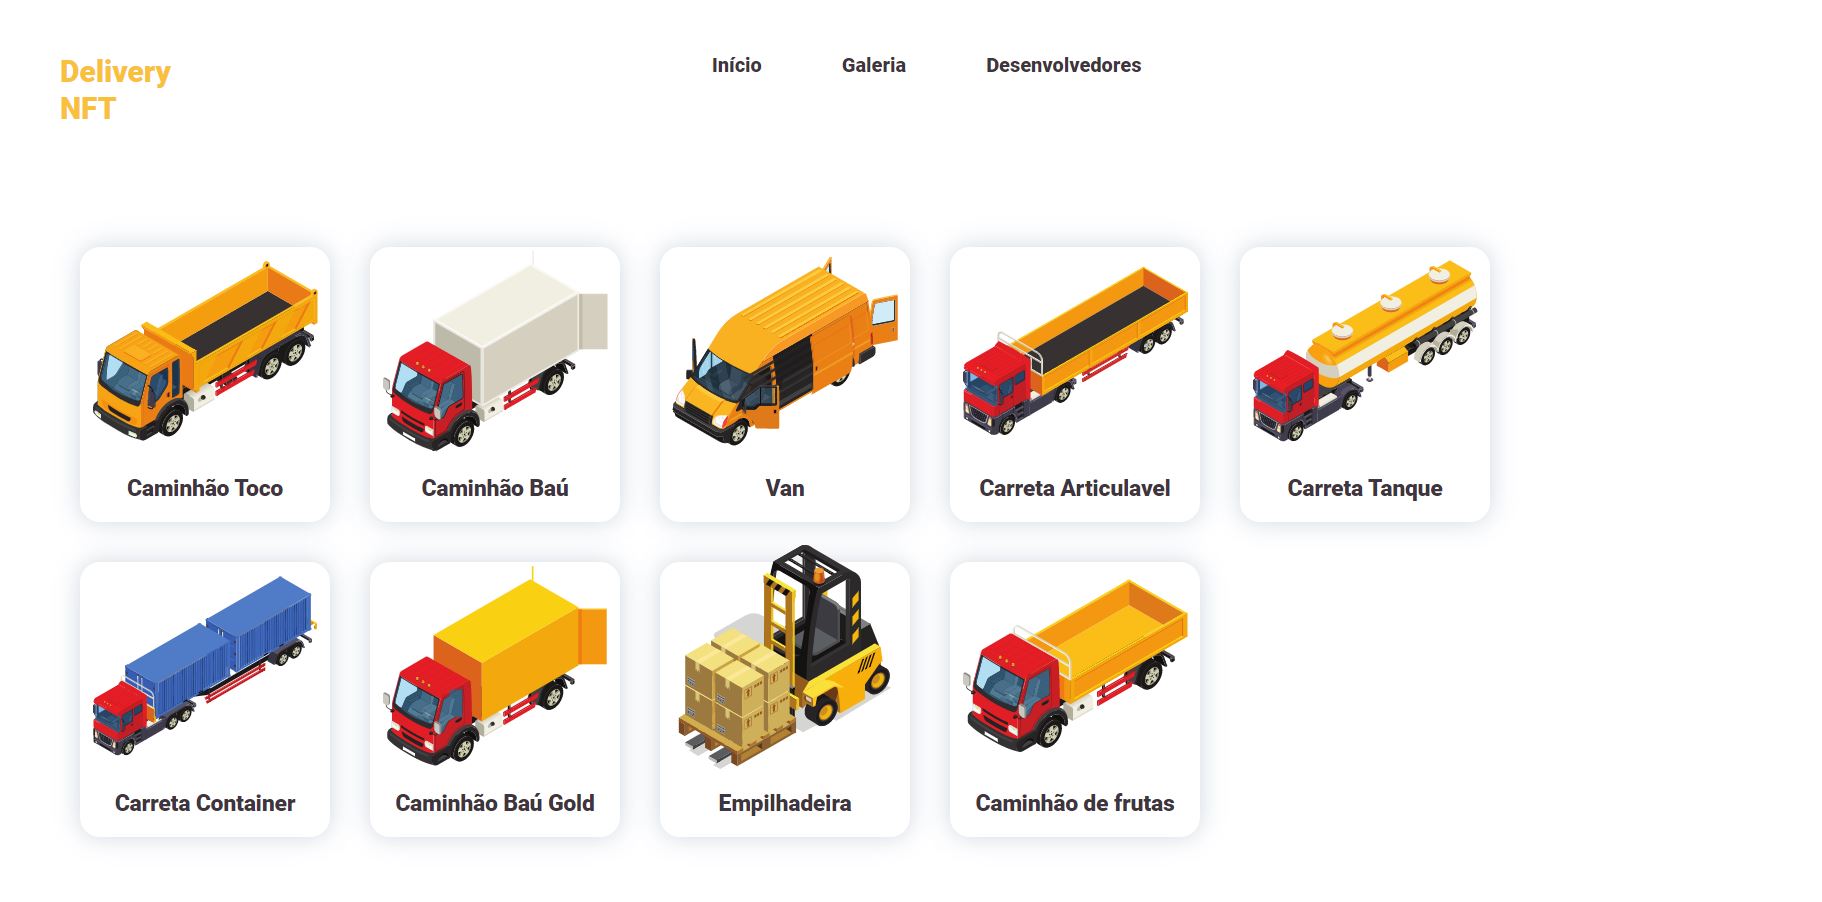 Delivery
NFT
Início
Galeria
Desenvolvedores
Caminhão Toco
Caminhão Baú
Van
Carreta Articulavel
Carreta Tanque
Carreta Container
Caminhão Baú Gold
Empilhadeira
Caminhão de frutas